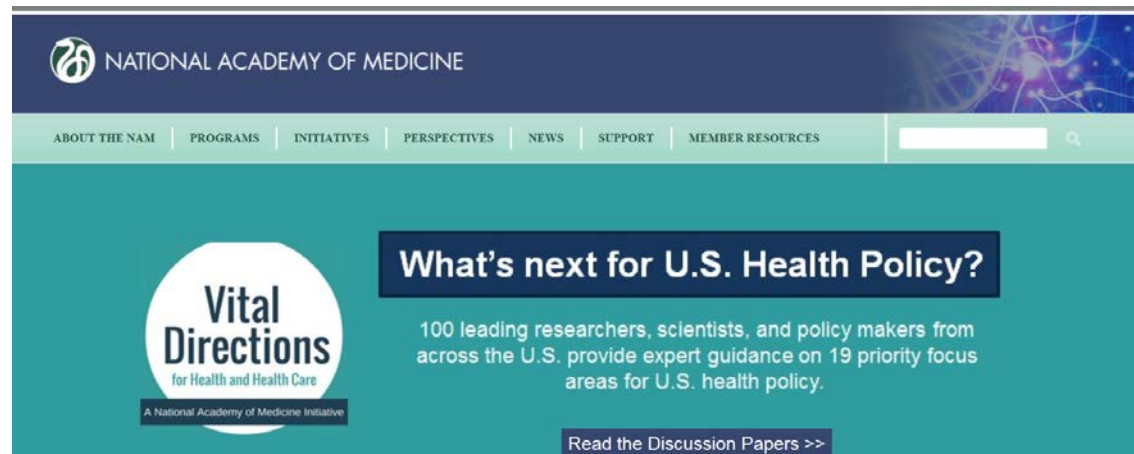 NATIONAL ACADEMY OF MEDICINE
ABOUT THE NAM PROGRAMS INITIATIVES PERSPECTIVES NEWS SUPPORT MEMBER RESOURCES
Vital
Directions
for Health and Health Care
A National Academy of Medicine Initiative
What's next for U.S. Health Policy?
100 leading researchers, scientists, and policy makers from
across the U.S. provide expert guidance on 19 priority focus
areas for U.S. health policy.
Read the Discussion Papers >>